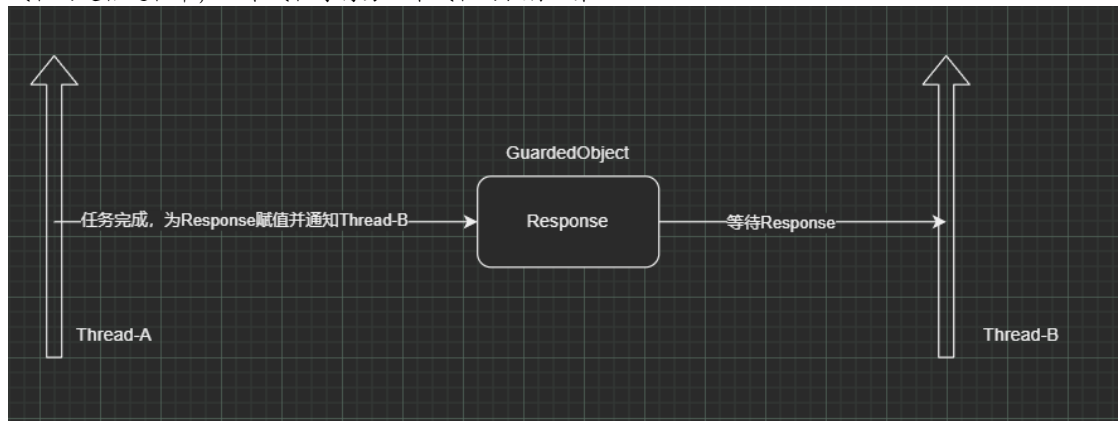 GuardedObject
任务完成，为Response赋值并通知Thread-B
Response
等待Response
Thread-A
Thread-B